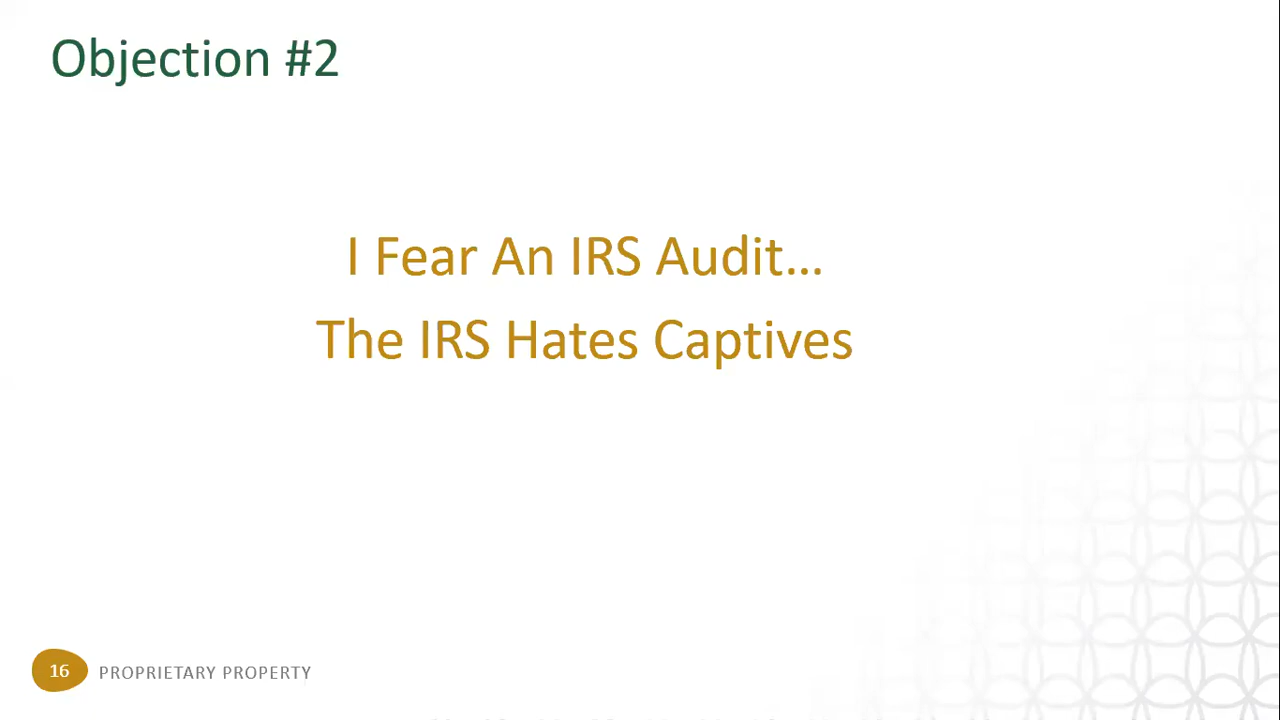 Objection #2
I Fear An IRS Audit...
The IRS Hates Captives
16 PROPRIETARY PROPERTY